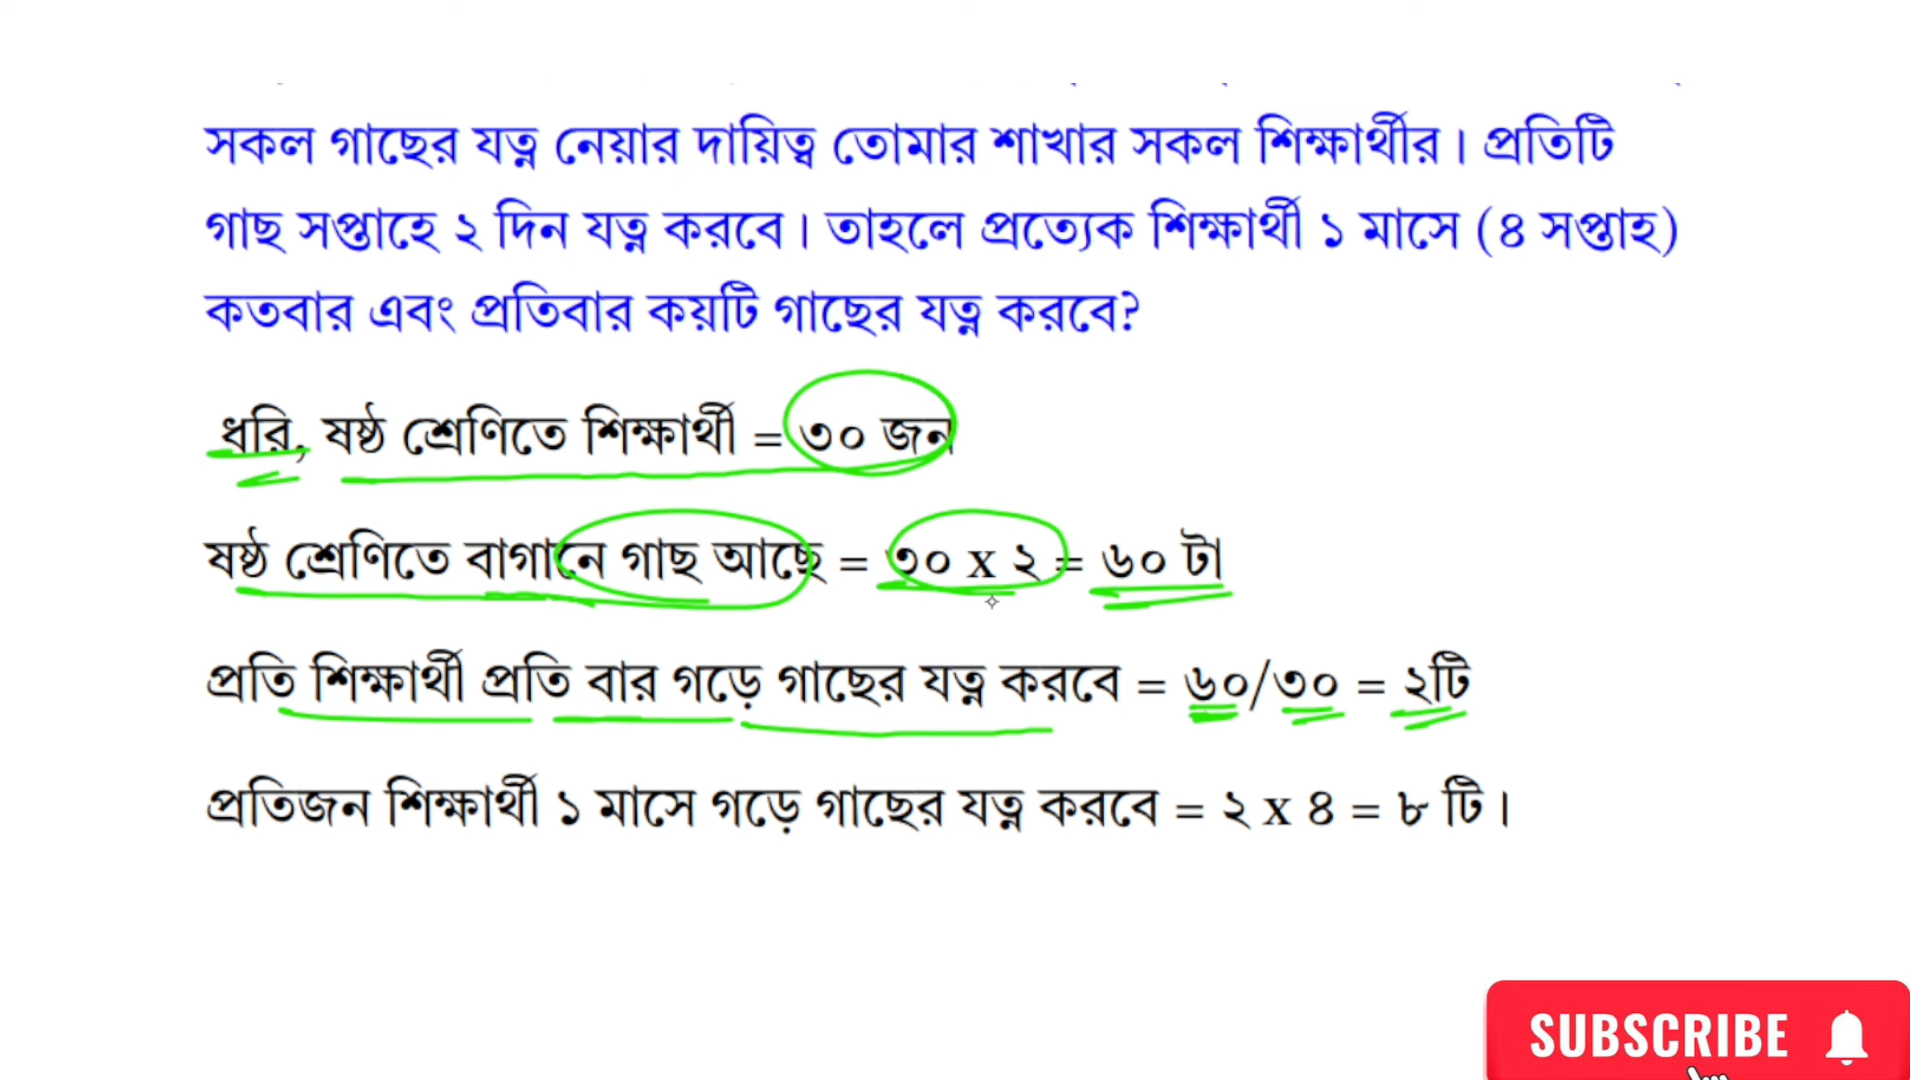 সকল গাছের যত্ন নেয়ার দায়িত্ব তোমার শাখার সকল শিক্ষার্থীর। প্রতিটি
গাছ সপ্তাহে ২ দিন যত্ন করবে। তাহলে প্রত্যেক শিক্ষার্থী ১ মাসে (৪ সপ্তাহ)
কতবার এবং প্রতিবার কয়টি গাছের যত্ন করবে?
ধরি, ষষ্ঠ শ্রেণিতে শিক্ষার্থী = ৩০ জন
ষষ্ঠ শ্রেণিতে বাগানে গাছ আছে = ৩০ x ২ = ৬০ টা
প্রতি শিক্ষার্থী প্রতি বার গড়ে গাছের যত্ন করবে = ৬০/৩০ = ২টি
প্রতিজন শিক্ষার্থী ১ মাসে গড়ে গাছের যত্ন করবে = ২ x ৪ = ৮ টি।
SUBSCRIBE